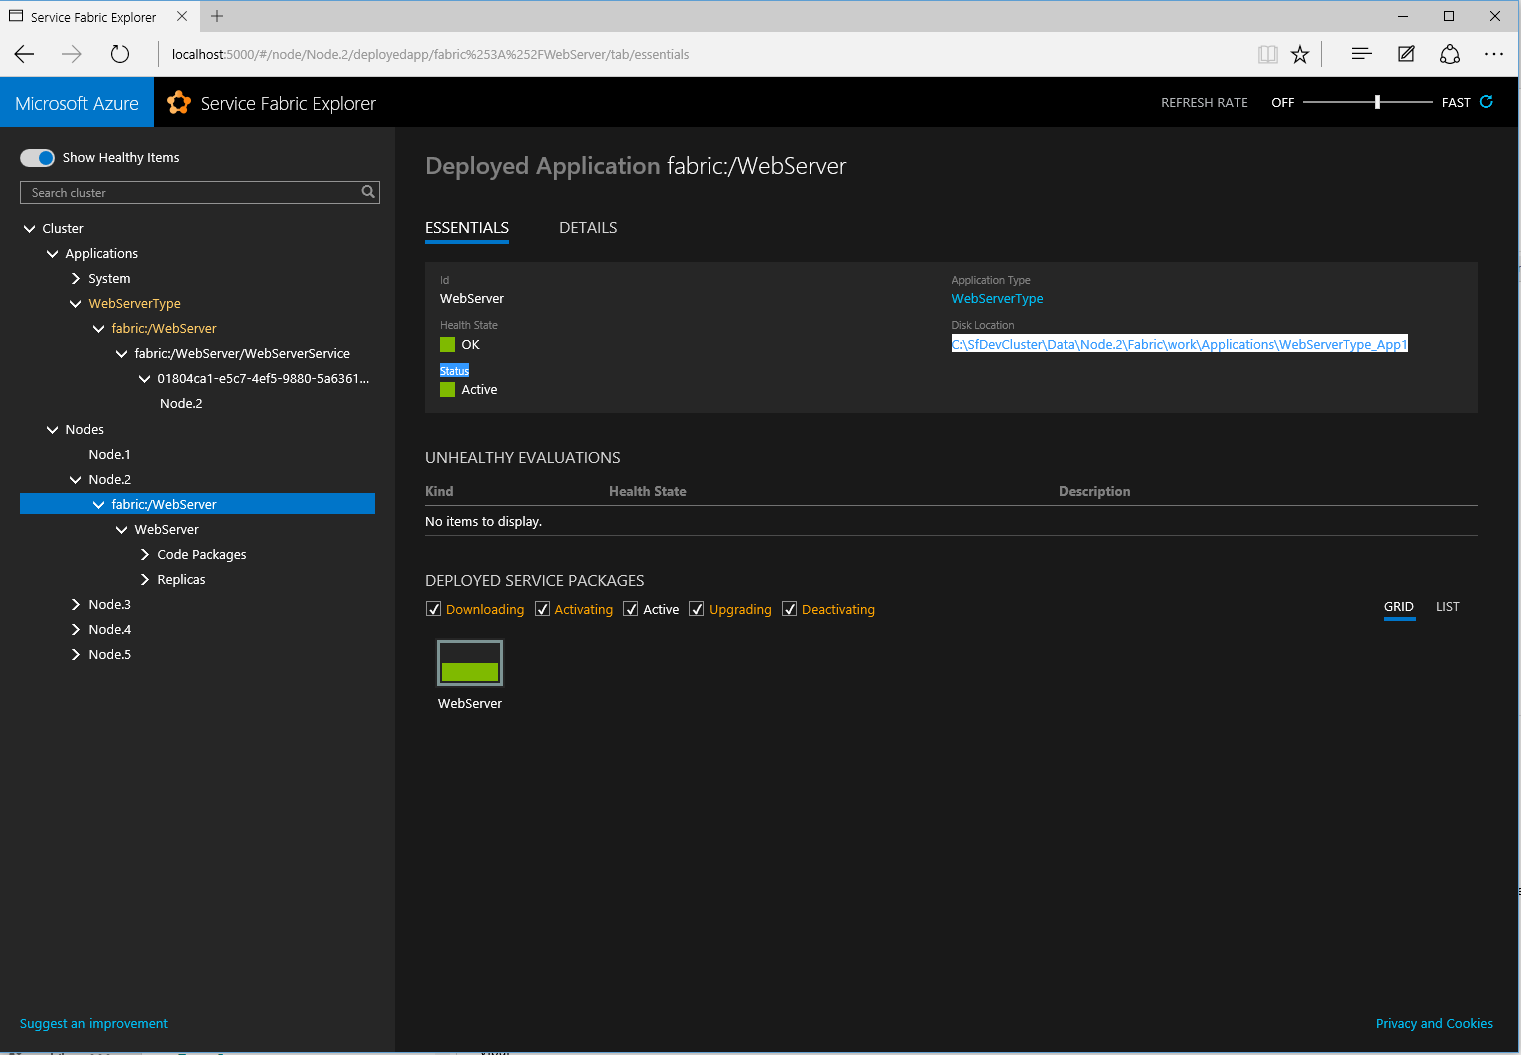 Service Fabric Explorer
localhost:5000/#/node/Node.2/deployedapp/fabric%253A%252FWebServer/tab/essentials
Microsoft Azure
Service Fabric Explorer
REFRESH RATE OFF FAST
Show Healthy Items
Search cluster
Cluster
Applications
System
WebServerType
fabric:/WebServer
fabric:/WebServer/WebServerService
01804ca1-e5c7-4ef5-9880-5a6361...
Node.2
Nodes
Node.1
Node.2
fabric:/WebServer
WebServer
Code Packages
Replicas
Node.3
Node.4
Node.5
Suggest an improvement
Deployed Application fabric:/WebServer
ESSENTIALS DETAILS
Id
WebServer
Health State
OK
Status
Active
Application Type
WebServerType
Disk Location
C:\SfDevCluster\Data\Node.2\Fabric\work\Applications\WebServerType_App1
UNHEALTHY EVALUATIONS
Kind Health State Description
No items to display.
DEPLOYED SERVICE PACKAGES
Downloading Activating Active Upgrading Deactivating
GRID LIST
WebServer
Privacy and Cookies